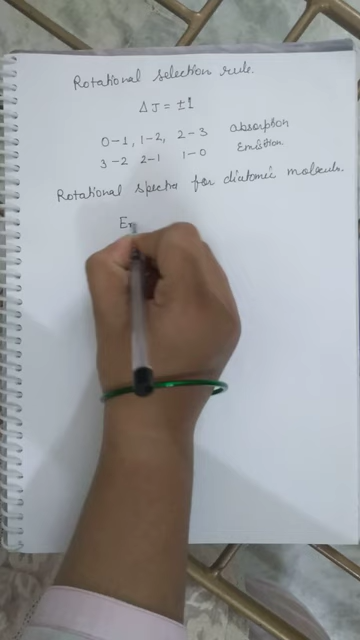 Rotational selection rule.
ΔJ = ±1
0-1, 1-2, 2-3 absorption
3-2 2-1 1-0 Emission
Rotational spectra for diatomic molecule.
Er